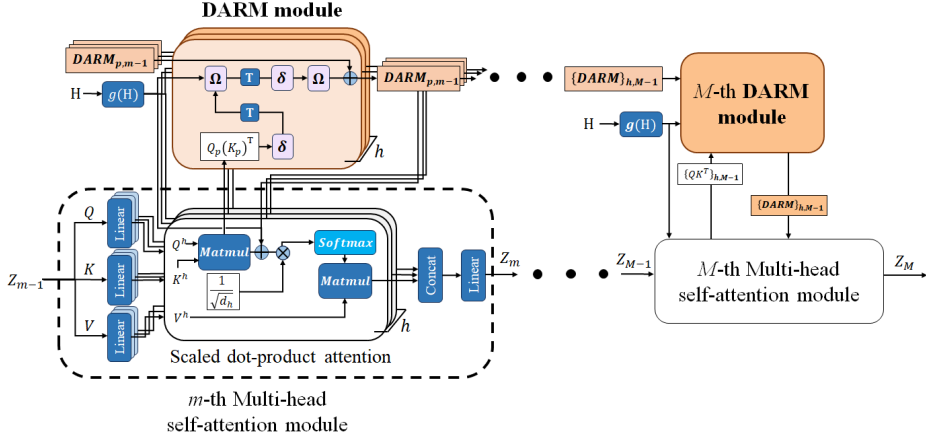 DARM module
DARM_{p,m-1}
H
g(H)
Ω
T
δ
Ω
T
δ
Q_p(K_p)^T
h
DARM_{p,m-1}
{DARM}_{h,M-1}
H
g(H)
M-th DARM
module
{QK^T}_{h,M-1}
{DARM}_{h,M-1}
Z_{m-1}
Q
K
V
Linear
Linear
Linear
Q^h
K^h
V^h
Matmul
1
√d_h
Softmax
Matmul
h
Scaled dot-product attention
Concat
Linear
Z_m
m-th Multi-head
self-attention module
Z_{M-1}
M-th Multi-head
self-attention module
Z_M